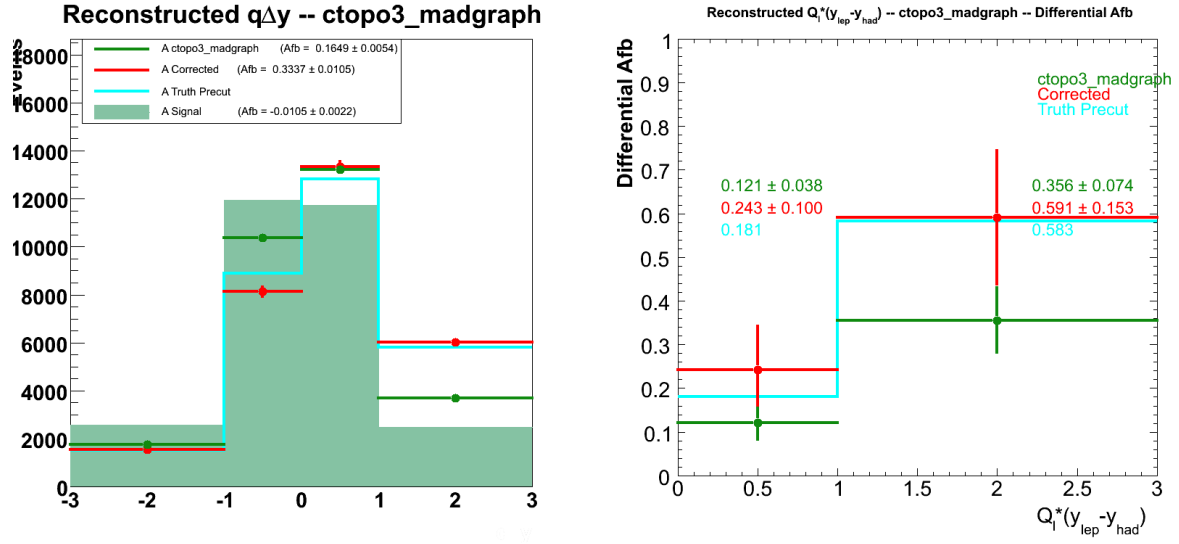 Reconstructed qΔy -- ctopo3_madgraph
Events
A ctopo3_madgraph (Afb = 0.1649 ± 0.0054)
A Corrected (Afb = 0.3337 ± 0.0105)
A Truth Precut
A Signal (Afb = -0.0105 ± 0.0022)
16000
14000
12000
10000
8000
6000
4000
2000
0
-3 -2 -1 0 1 2 3
Reconstructed Q_l*(y_lep-y_had) -- ctopo3_madgraph -- Differential Afb
Differential Afb
1
0.9
0.8
0.7
0.6
0.5
0.4
0.3
0.2
0.1
0
ctopo3_madgraph
Corrected
Truth Precut
0.121 ± 0.038 0.356 ± 0.074
0.243 ± 0.100 0.591 ± 0.153
0.181 0.583
0 0.5 1 1.5 2 2.5 3
Q_l*(y_lep-y_had)